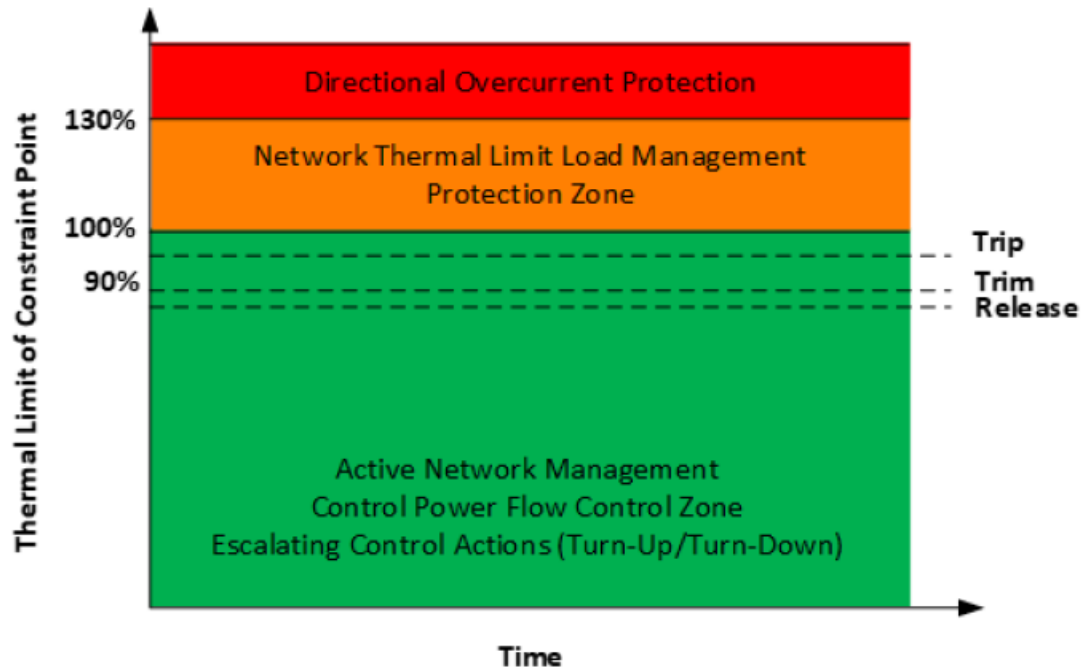 Directional Overcurrent Protection
130%
Network Thermal Limit Load Management
Protection Zone
100%
Trip
90%
Trim
Release
Thermal Limit of Constraint Point
Active Network Management
Control Power Flow Control Zone
Escalating Control Actions (Turn-Up/Turn-Down)
Time